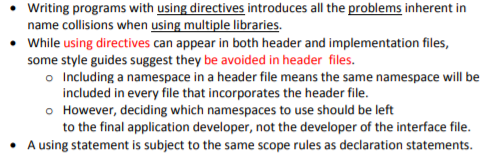 • Writing programs with using directives introduces all the problems inherent in
name collisions when using multiple libraries.
• While using directives can appear in both header and implementation files,
some style guides suggest they be avoided in header files.
o Including a namespace in a header file means the same namespace will be
included in every file that incorporates the header file.
o However, deciding which namespaces to use should be left
to the final application developer, not the developer of the interface file.
• A using statement is subject to the same scope rules as declaration statements.